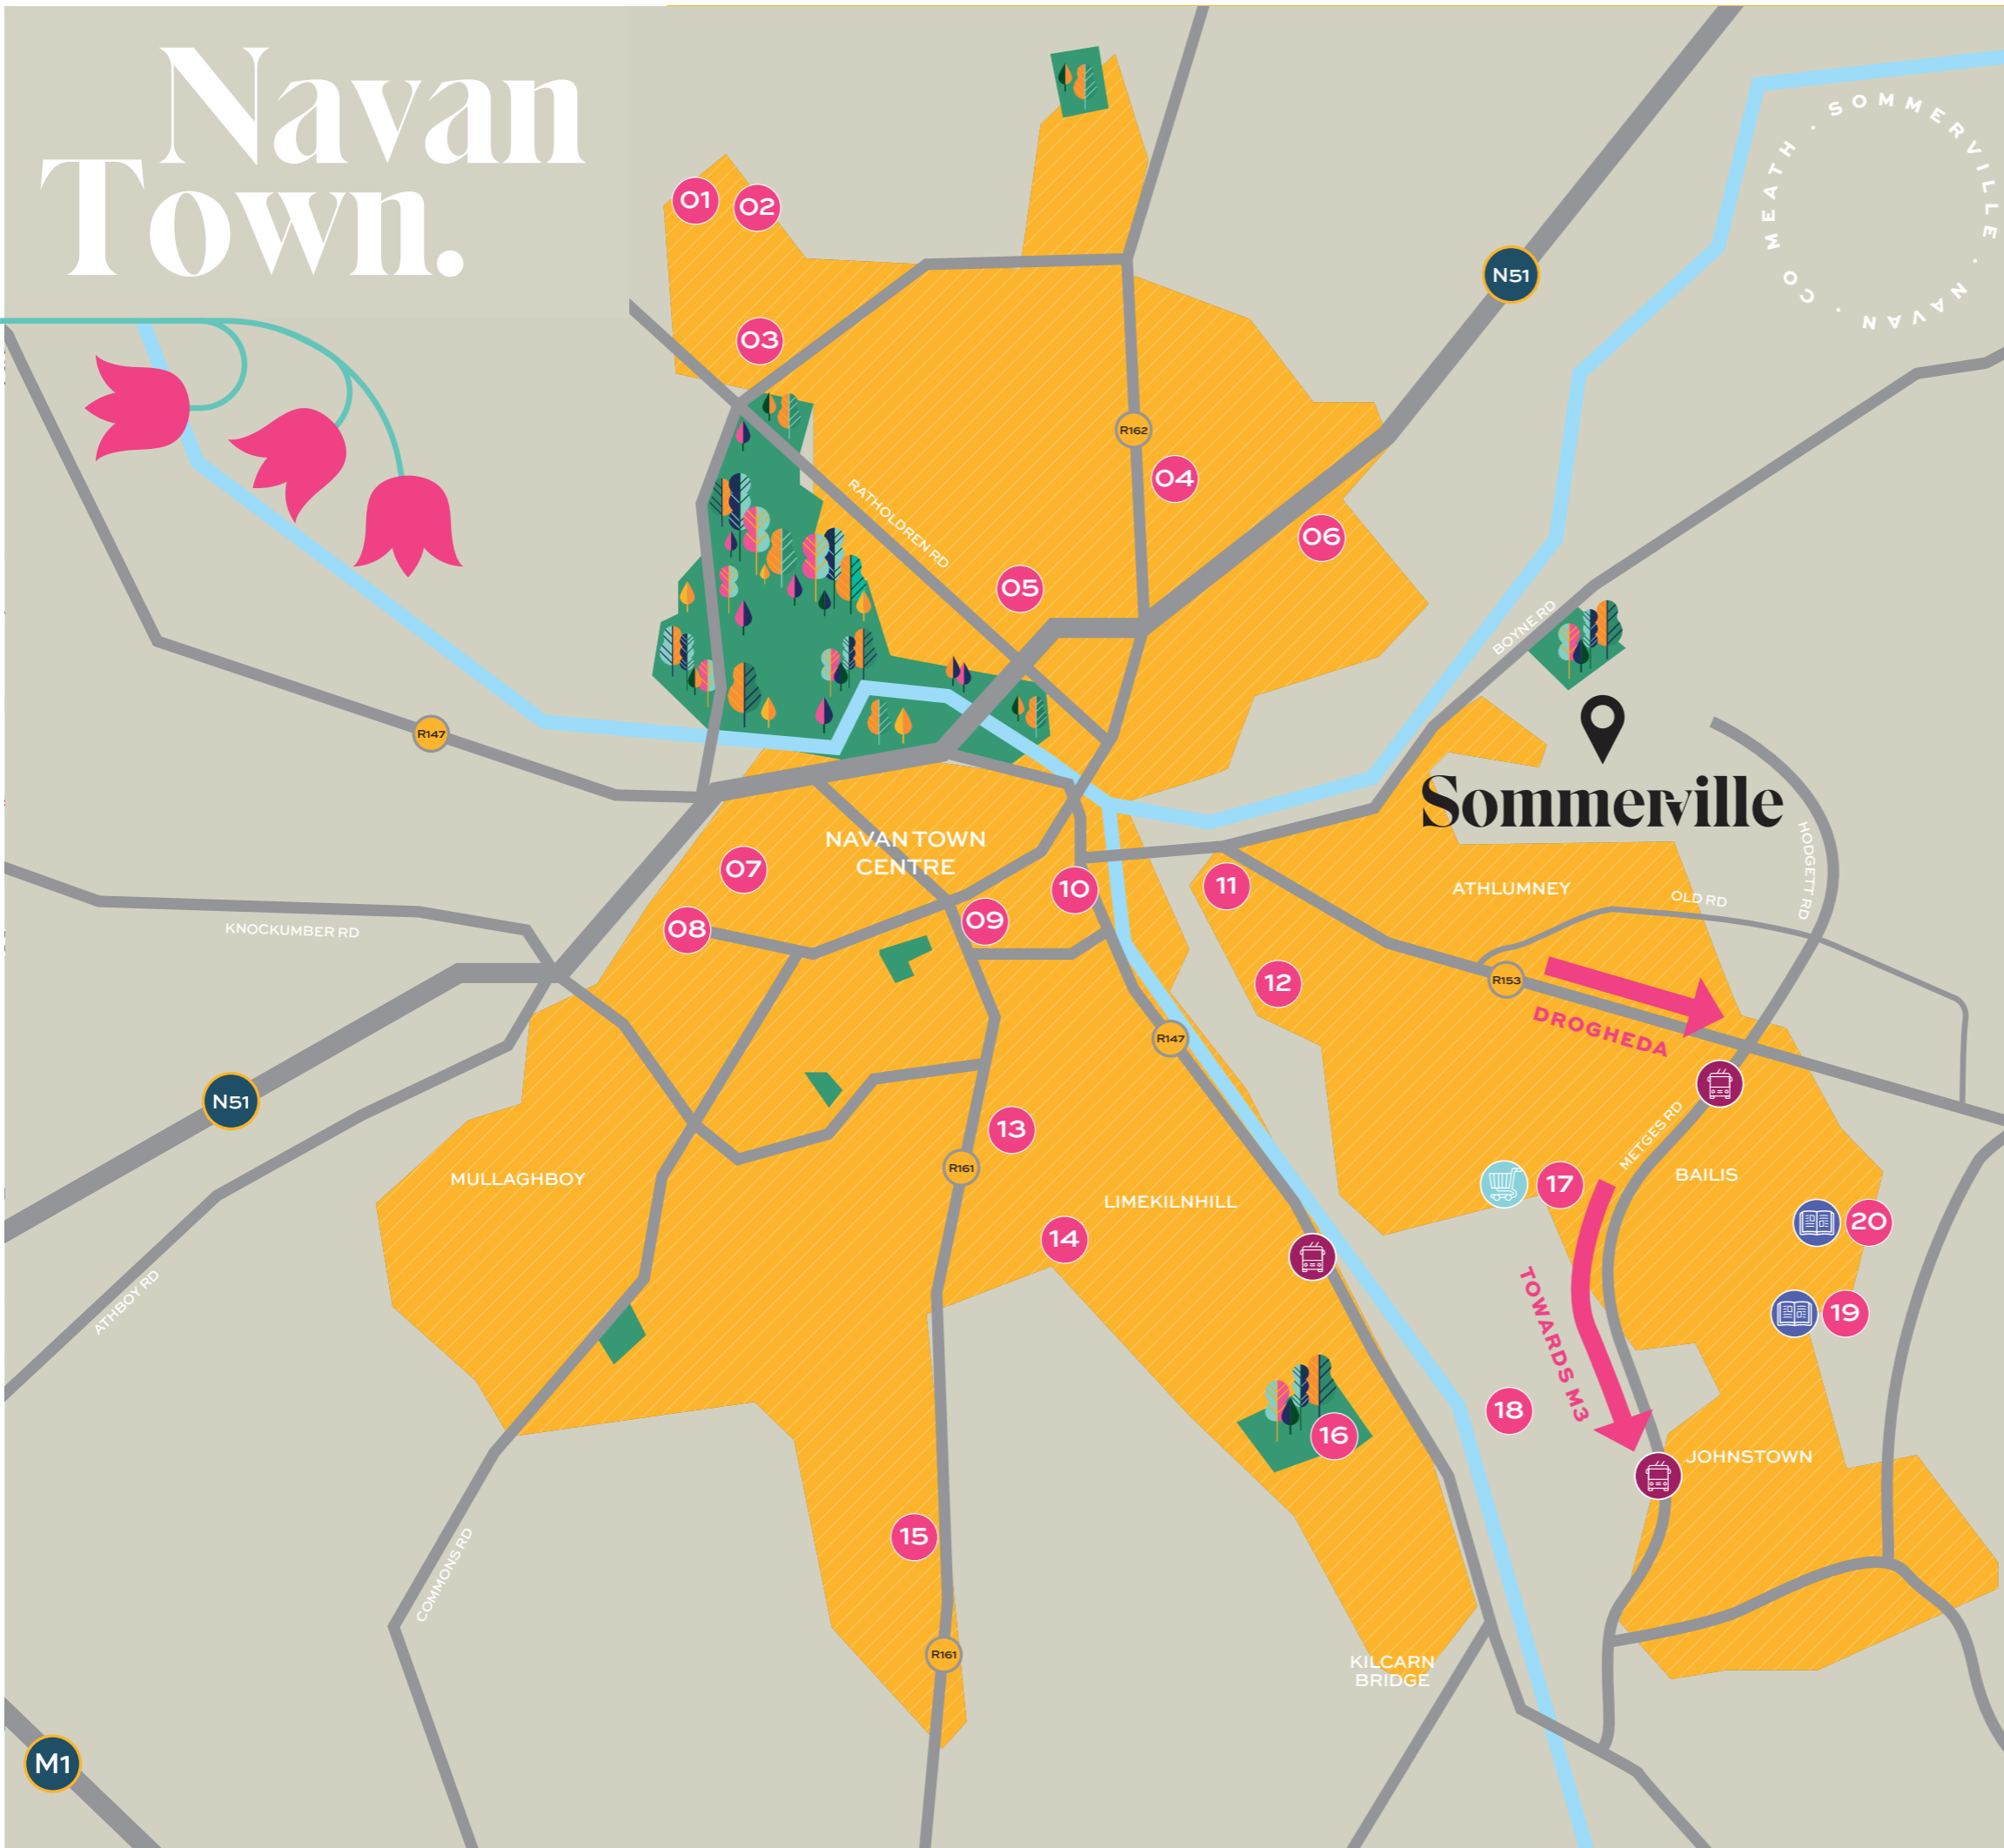 Navan
Town.
SOMMERVILLE · NAVAN · CO MEATH ·
01
02
N51
03
R162
04
RATHOLDREN RD
06
05
BOYNE RD
R147
Sommerville
NAVAN TOWN
CENTRE
HODGETT RD
07
10
11
ATHLUMNEY
OLD RD
08
09
KNOCKUMBER RD
12
R153
DROGHEDA
R147
N51
METGES RD
13
R161
MULLAGHBOY
LIMEKILNHILL
17
BAILIS
20
14
ATHBOY RD
TOWARDS M3
19
18
16
JOHNSTOWN
15
COMMONS RD
R161
KILCARN
BRIDGE
M1